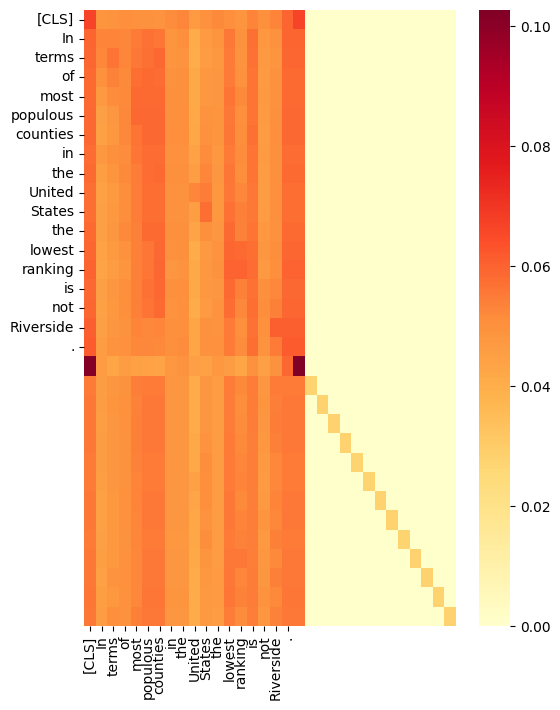 [CLS]
In
terms
of
most
populous
counties
in
the
United
States
the
lowest
ranking
is
not
Riverside
.
0.10
0.08
0.06
0.04
0.02
0.00
[CLS]
In
terms
of
most
populous
counties
in
the
United
States
the
lowest
ranking
is
not
Riverside
.